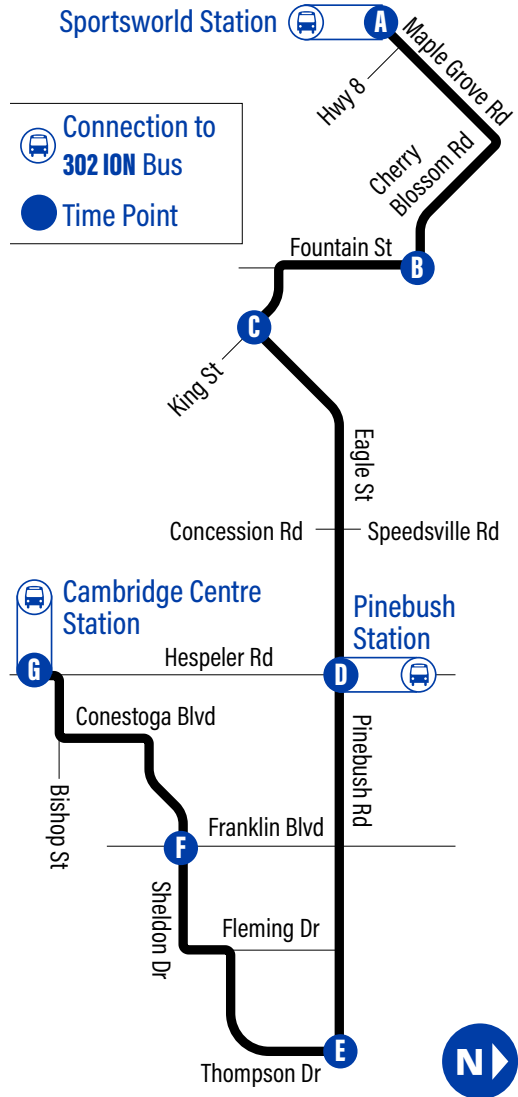 Sportsworld Station
A
Maple Grove Rd
Hwy 8
Connection to
302 ION Bus
Time Point
Cherry
Blossom Rd
Fountain St
B
C
King St
Eagle St
Concession Rd
Speedsville Rd
Cambridge Centre
Station
Pinebush
Station
G
Hespeler Rd
D
Conestoga Blvd
Pinebush Rd
Bishop St
Franklin Blvd
F
Sheldon Dr
Fleming Dr
E
Thompson Dr
N